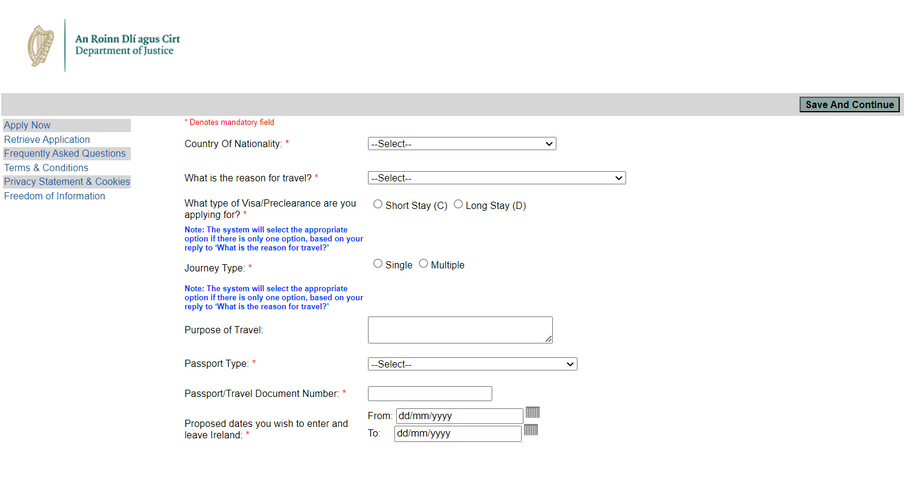 An Roinn Dlí agus Cirt
Department of Justice
Save And Continue
Apply Now
Retrieve Application
Frequently Asked Questions
Terms & Conditions
Privacy Statement & Cookies
Freedom of Information
* Denotes mandatory field
Country Of Nationality: *
--Select--
What is the reason for travel? *
--Select--
What type of Visa/Preclearance are you
applying for? *
Short Stay (C) Long Stay (D)
Note: The system will select the appropriate
option if there is only one option, based on your
reply to 'What is the reason for travel?'
Journey Type: *
Single Multiple
Note: The system will select the appropriate
option if there is only one option, based on your
reply to 'What is the reason for travel?'
Purpose of Travel:
Passport Type: *
--Select--
Passport/Travel Document Number: *
Proposed dates you wish to enter and
leave Ireland: *
From: dd/mm/yyyy
To: dd/mm/yyyy